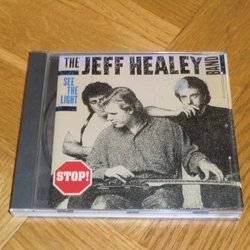 THE JEFF HEALEY BAND
SEE
THE
LIGHT
STOP!